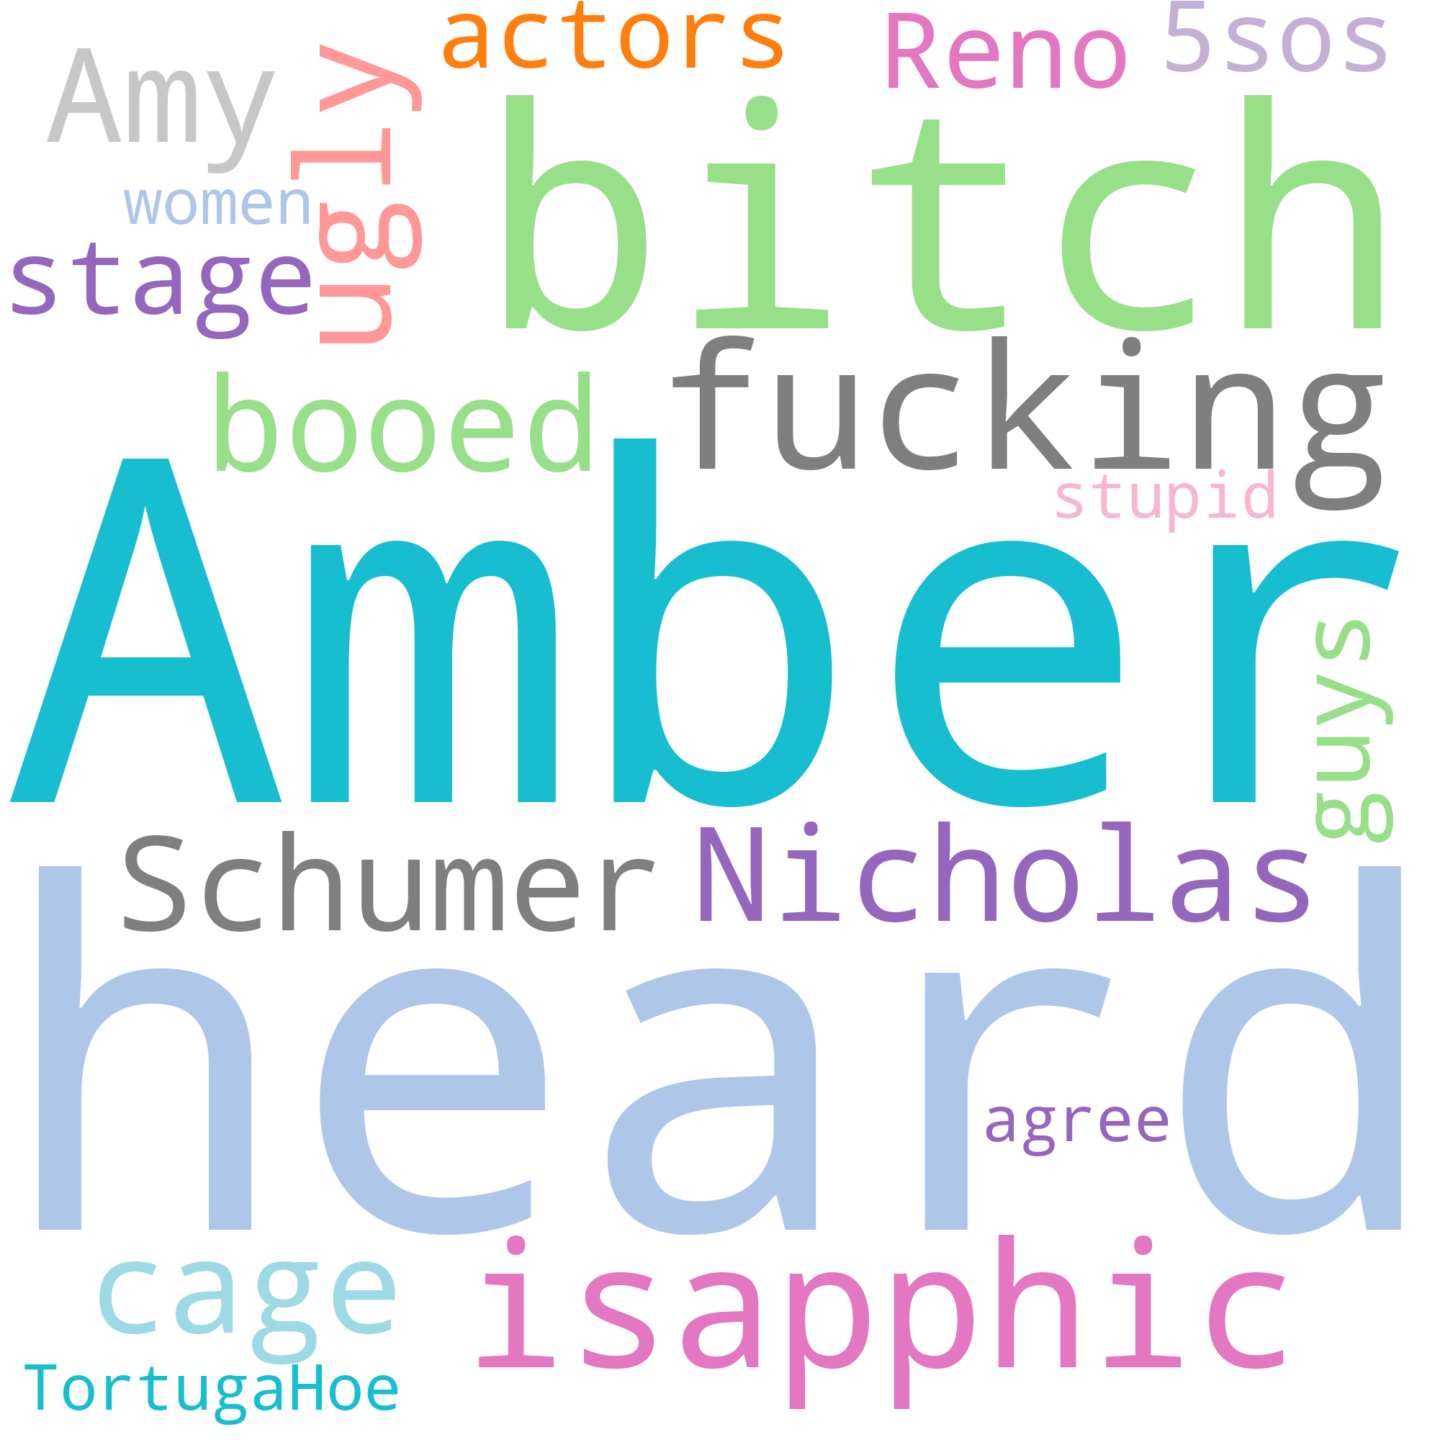 actors
Reno
5sos
Amy
ugly
bitch
women
stage
booed
fucking
stupid
Amber
guys
Schumer
Nicholas
heard
agree
cage
isapphic
TortugaHoe